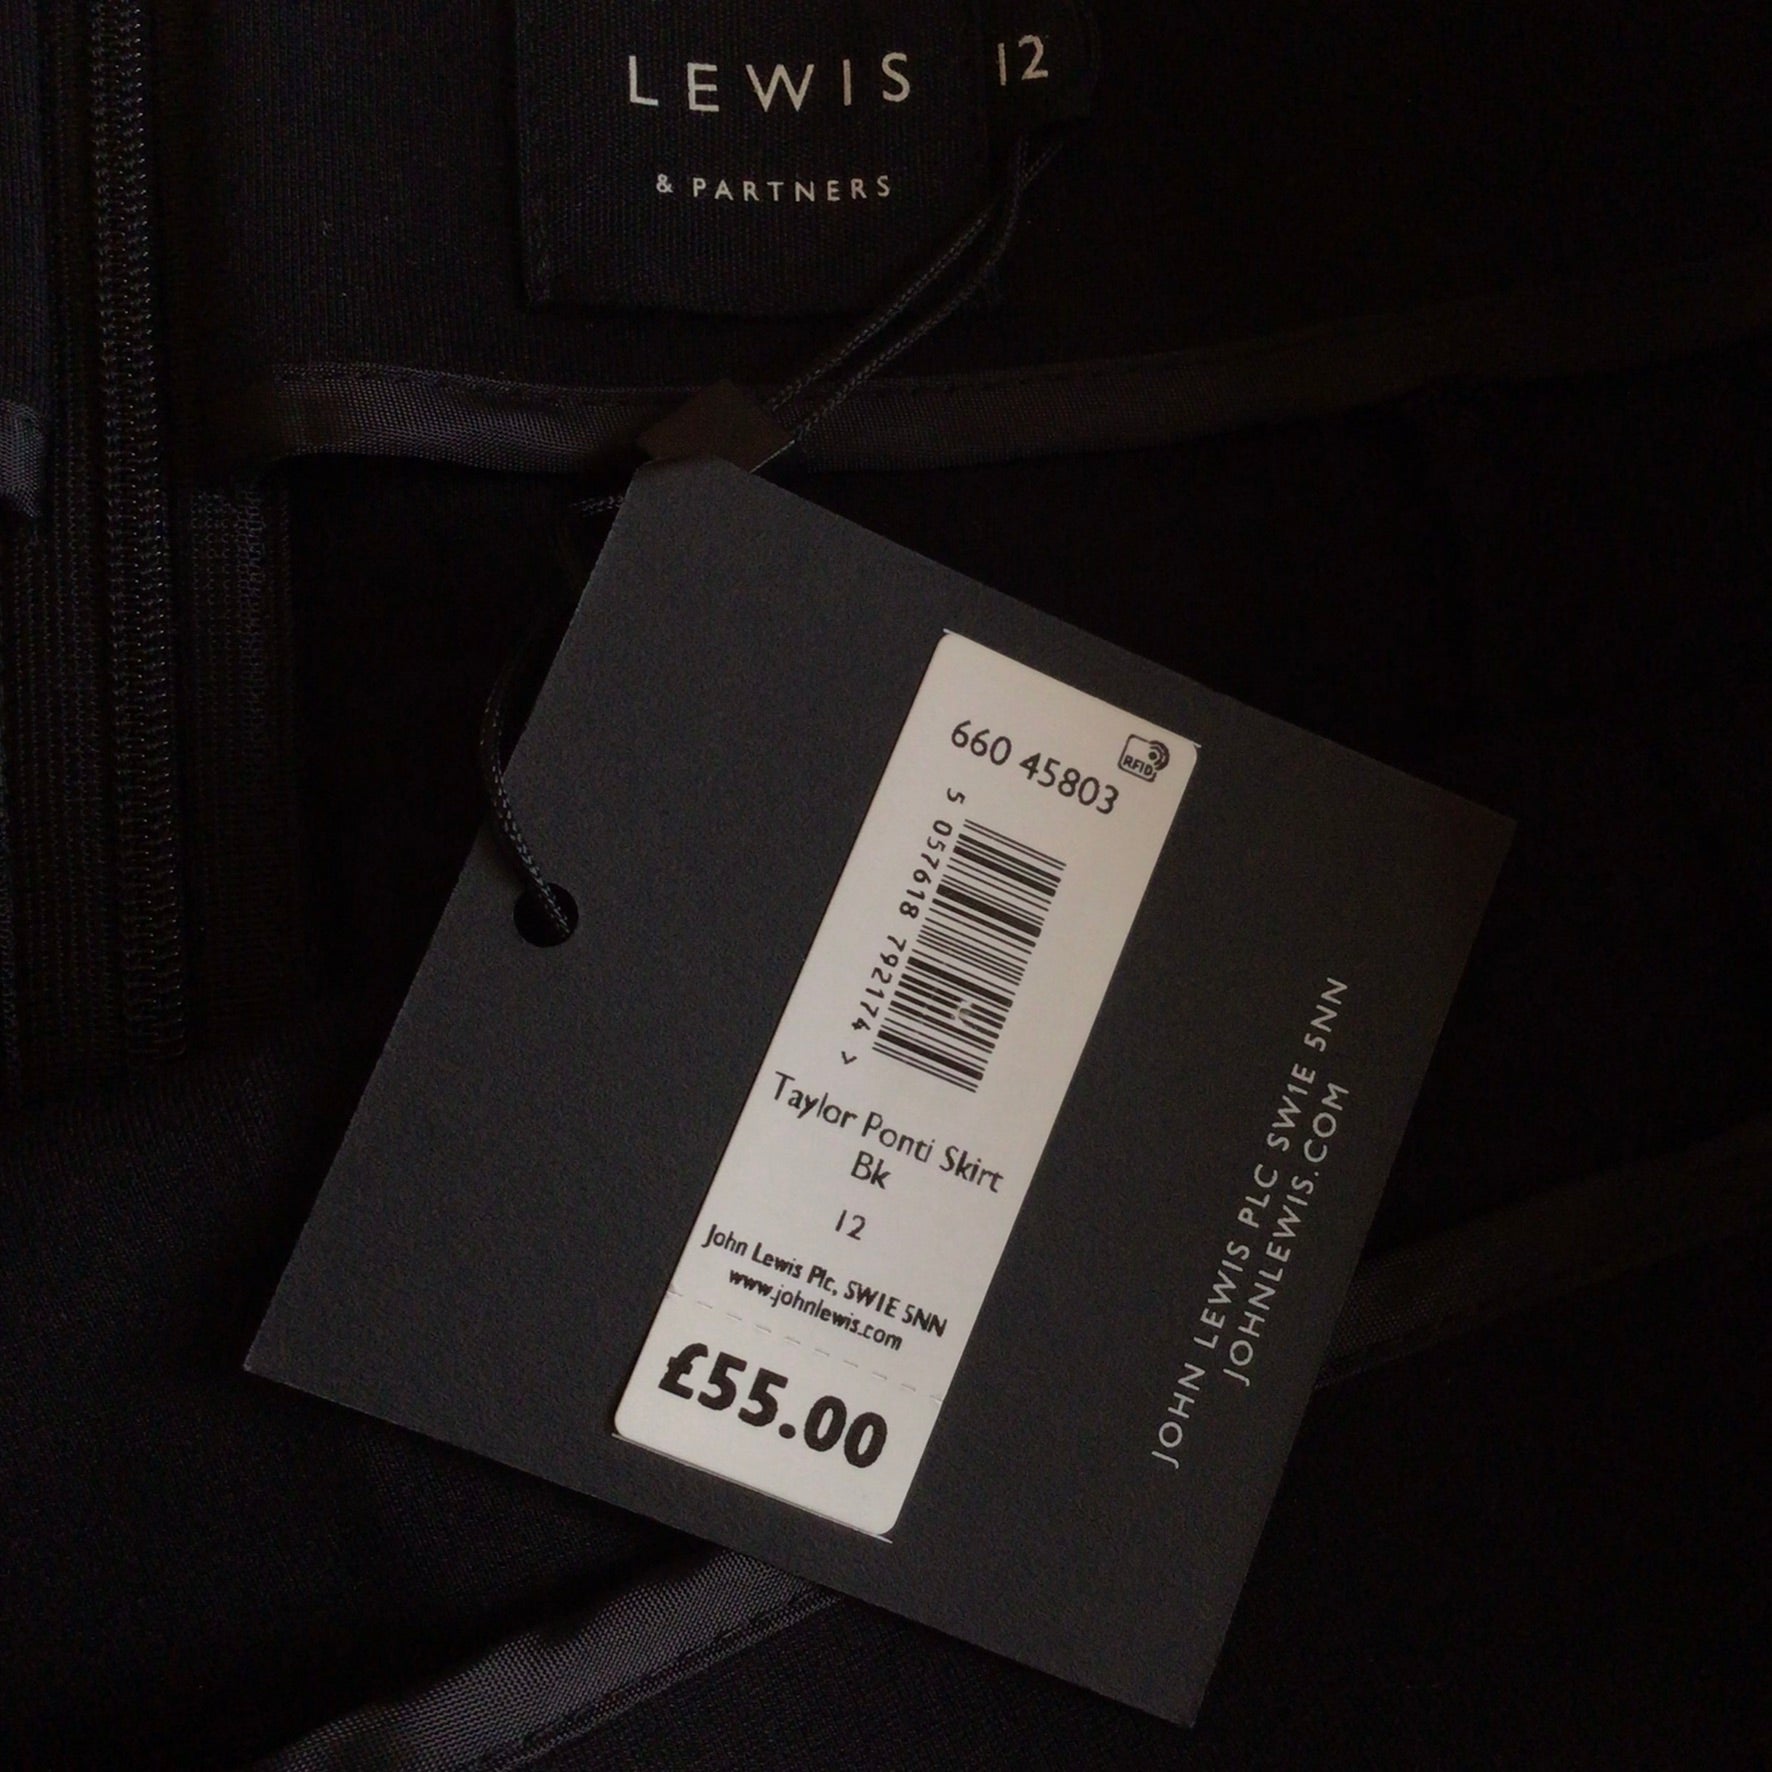 LEWIS 12
& PARTNERS
660 45803
RFID
5 057618 792174 >
Taylor Ponti Skirt
Bk
12
John Lewis Plc, SW1E 5NN
www.johnlewis.com
£55.00
JOHN LEWIS PLC SW1E 5NN
JOHNLEWIS.COM